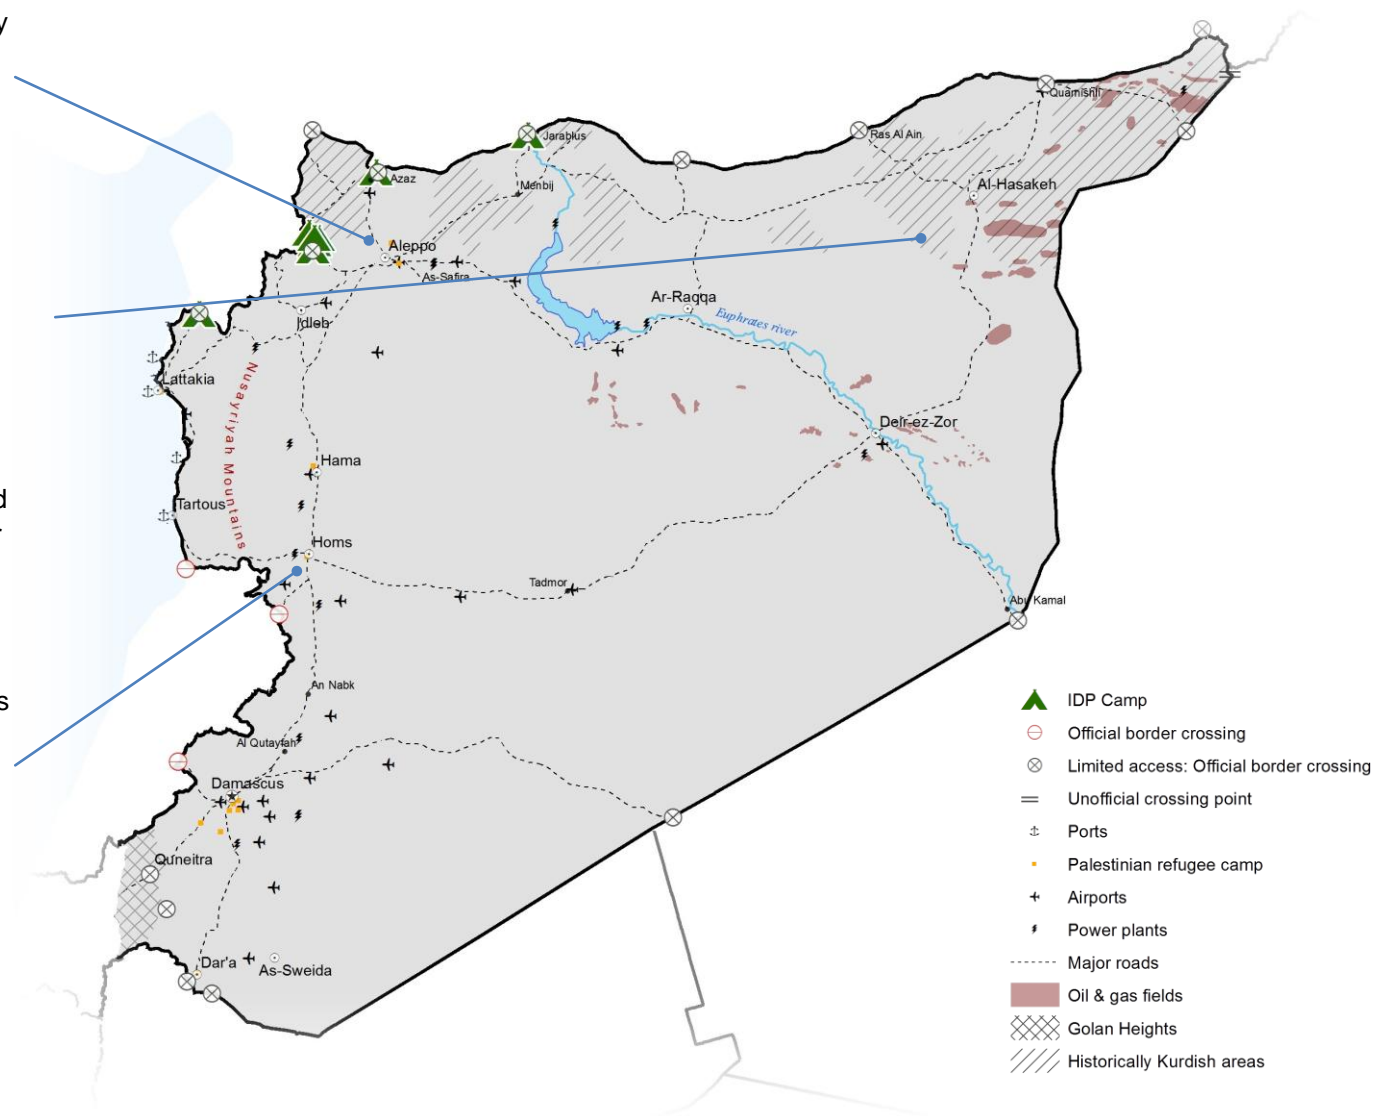 y
Quamishli
Jarablus
Ras Al Ain
Azaz
Menbij
Al-Hasakeh
Aleppo
As-Safira
Ar-Raqqa
Euphrates river
Idleb
Nusayriyah Mountains
Lattakia
Deir-ez-Zor
Hama
d
Tartous
Homs
Tadmor
Abu Kamal
An Nabk
s
Al Qutayfah
Damascus
Quneitra
Dar'a
As-Sweida
IDP Camp
Official border crossing
Limited access: Official border crossing
Unofficial crossing point
Ports
Palestinian refugee camp
Airports
Power plants
Major roads
Oil & gas fields
Golan Heights
Historically Kurdish areas